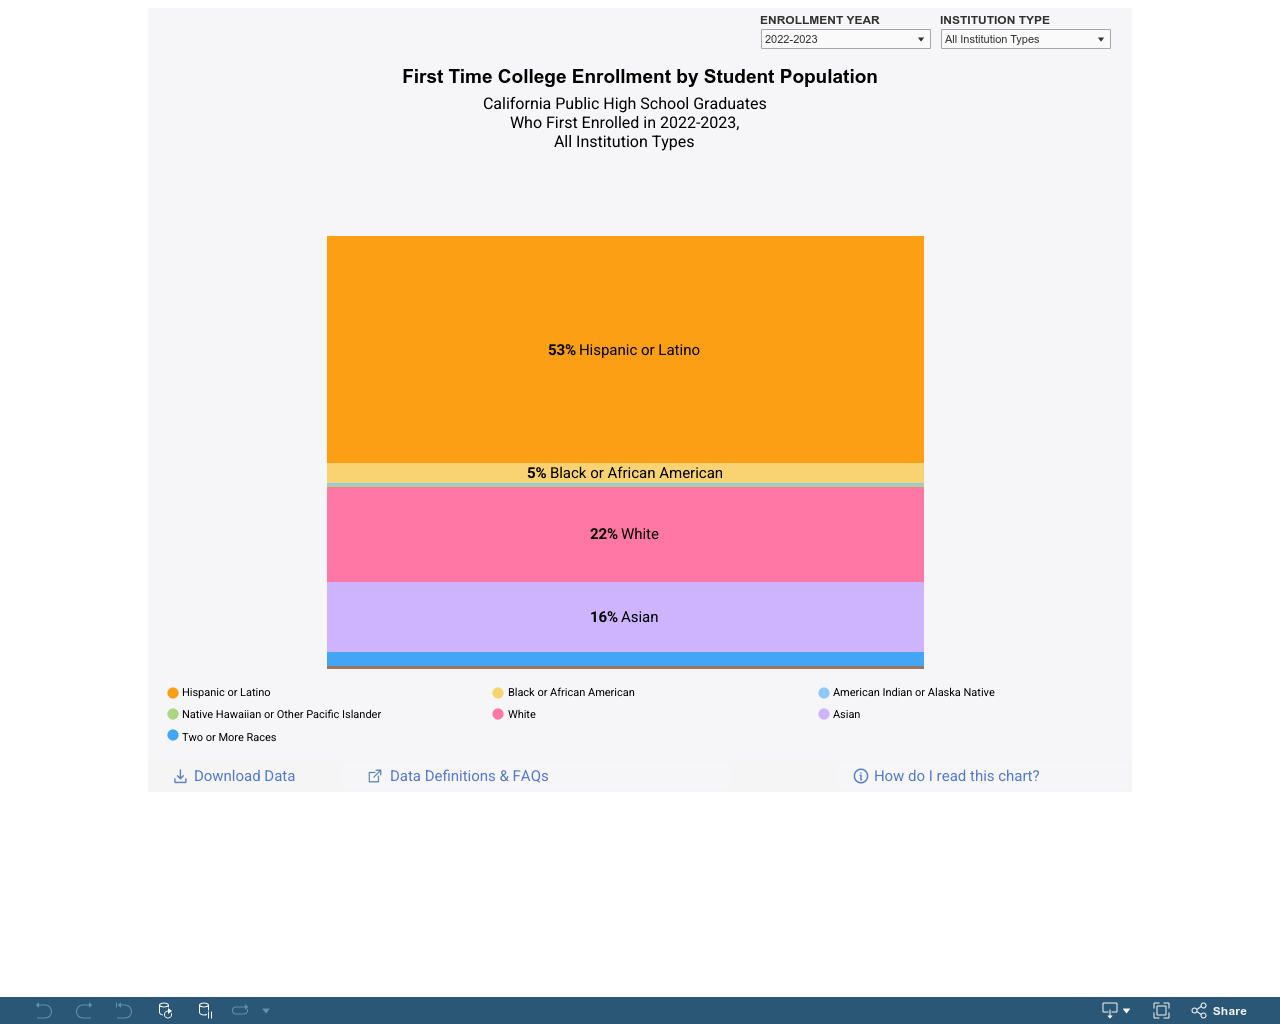 ENROLLMENT YEAR
INSTITUTION TYPE
2022-2023
All Institution Types
First Time College Enrollment by Student Population
California Public High School Graduates
Who First Enrolled in 2022-2023,
All Institution Types
53% Hispanic or Latino
5% Black or African American
22% White
16% Asian
Hispanic or Latino
Black or African American
American Indian or Alaska Native
Native Hawaiian or Other Pacific Islander
White
Asian
Two or More Races
Download Data
Data Definitions & FAQs
How do I read this chart?
Share